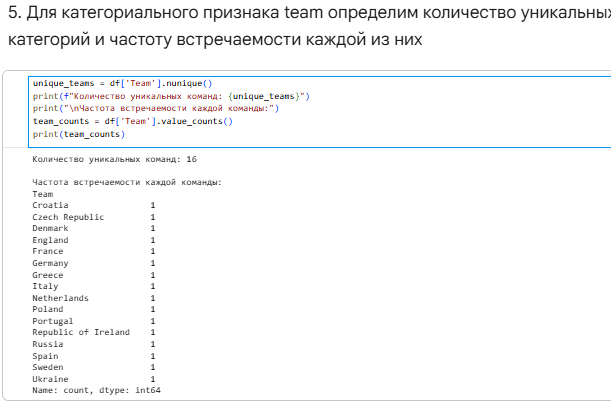 5. Для категориального признака team определим количество уникальных
категорий и частоту встречаемости каждой из них
unique_teams = df['Team'].nunique()
print(f"Количество уникальных команд: {unique_teams}")
print("\nЧастота встречаемости каждой команды:")
team_counts = df['Team'].value_counts()
print(team_counts)
Количество уникальных команд: 16
Частота встречаемости каждой команды:
Team
Croatia 1
Czech Republic 1
Denmark 1
England 1
France 1
Germany 1
Greece 1
Italy 1
Netherlands 1
Poland 1
Portugal 1
Republic of Ireland 1
Russia 1
Spain 1
Sweden 1
Ukraine 1
Name: count, dtype: int64